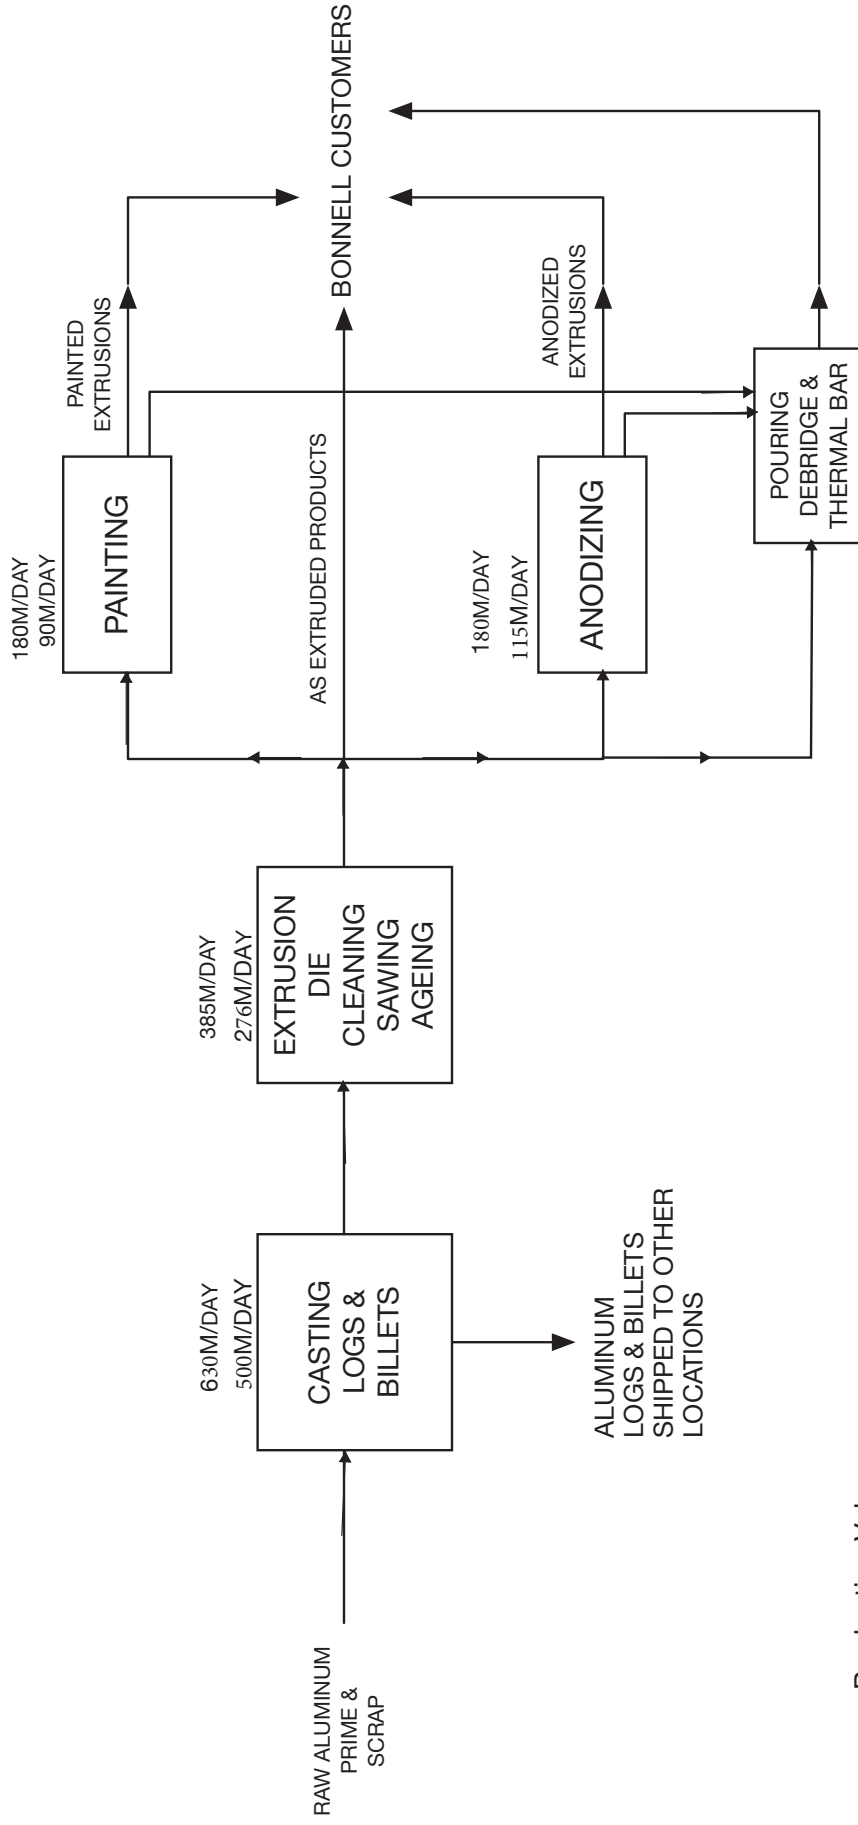 RAW ALUMINUM
PRIME &
SCRAP
630M/DAY
500M/DAY
CASTING
LOGS &
BILLETS
ALUMINUM
LOGS & BILLETS
SHIPPED TO OTHER
LOCATIONS
385M/DAY
276M/DAY
EXTRUSION
DIE
CLEANING
SAWING
AGEING
180M/DAY
90M/DAY
PAINTING
PAINTED
EXTRUSIONS
AS EXTRUDED PRODUCTS
BONNELL CUSTOMERS
180M/DAY
115M/DAY
ANODIZING
ANODIZED
EXTRUSIONS
POURING
DEBRIDGE &
THERMAL BAR